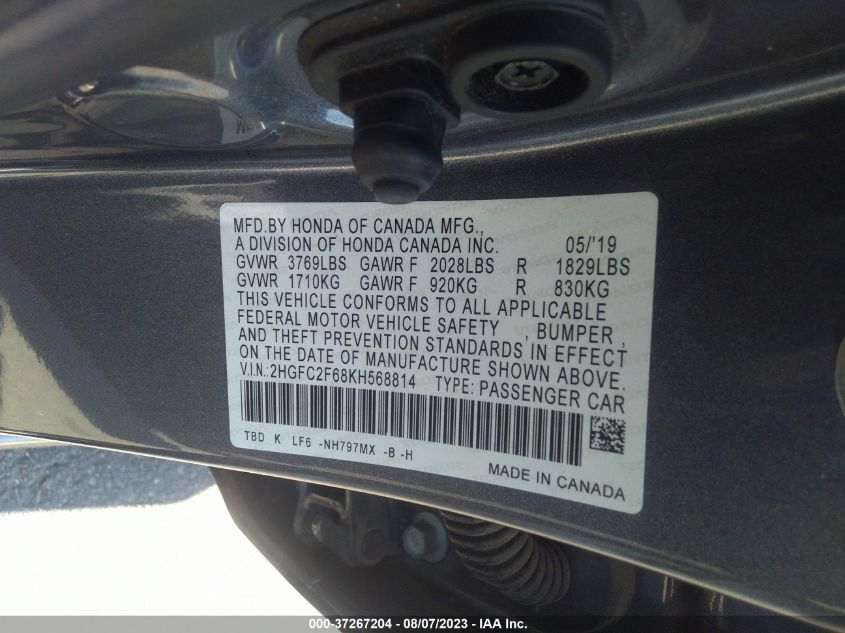 MFD.BY HONDA OF CANADA MFG.,
A DIVISION OF HONDA CANADA INC. 05/'19
GVWR 3769LBS GAWR F 2028LBS R 1829LBS
GVWR 1710KG GAWR F 920KG R 830KG
THIS VEHICLE CONFORMS TO ALL APPLICABLE
FEDERAL MOTOR VEHICLE SAFETY , BUMPER ,
AND THEFT PREVENTION STANDARDS IN EFFECT
ON THE DATE OF MANUFACTURE SHOWN ABOVE.
V.I.N.:2HGFC2F68KH568814 TYPE: PASSENGER CAR
TBD K LF6 -NH797MX -B -H
MADE IN CANADA
000-37267204 - 08/07/2023 - IAA Inc.